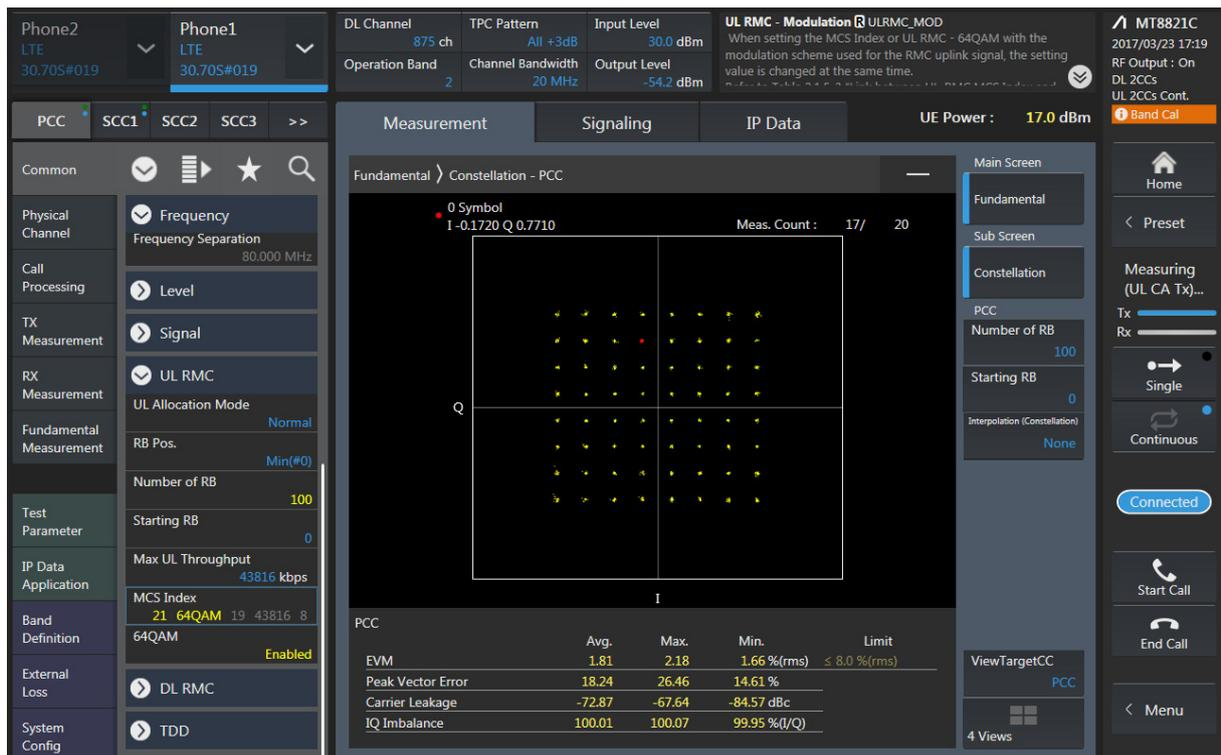 Phone2
LTE
30.70S#019
Phone1
LTE
30.70S#019
DL Channel
875 ch
Operation Band
2
TPC Pattern
All +3dB
Channel Bandwidth
20 MHz
Input Level
30.0 dBm
Output Level
-54.2 dBm
UL RMC - Modulation R ULRMC_MOD
When setting the MCS Index or UL RMC - 64QAM with the
modulation scheme used for the RMC uplink signal, the setting
value is changed at the same time.
MT8821C
2017/03/23 17:19
RF Output : On
DL 2CCs
UL 2CCs Cont.
Band Cal
PCC
SCC1
SCC2
SCC3
>>
Measurement
Signaling
IP Data
UE Power :
17.0 dBm
Common
Physical
Channel
Call
Processing
TX
Measurement
RX
Measurement
Fundamental
Measurement
Test
Parameter
IP Data
Application
Band
Definition
External
Loss
System
Config
Frequency
Frequency Separation
80.000 MHz
Level
Signal
UL RMC
UL Allocation Mode
Normal
RB Pos.
Min(#0)
Number of RB
100
Starting RB
0
Max UL Throughput
43816 kbps
MCS Index
21 64QAM 19 43816 8
64QAM
Enabled
DL RMC
TDD
Fundamental 〉 Constellation - PCC
0 Symbol
I -0.1720 Q 0.7710
Meas. Count : 17/ 20
Q
I
PCC
Avg. Max. Min. Limit
EVM 1.81 2.18 1.66 %(rms) ≤ 8.0 %(rms)
Peak Vector Error 18.24 26.46 14.61 %
Carrier Leakage -72.87 -67.64 -84.57 dBc
IQ Imbalance 100.01 100.07 99.95 %(I/Q)
Main Screen
Fundamental
Sub Screen
Constellation
PCC
Number of RB
100
Starting RB
0
Interpolation (Constellation)
None
ViewTargetCC
PCC
4 Views
Home
< Preset
Measuring
(UL CA Tx)...
Tx
Rx
Single
Continuous
Connected
Start Call
End Call
< Menu